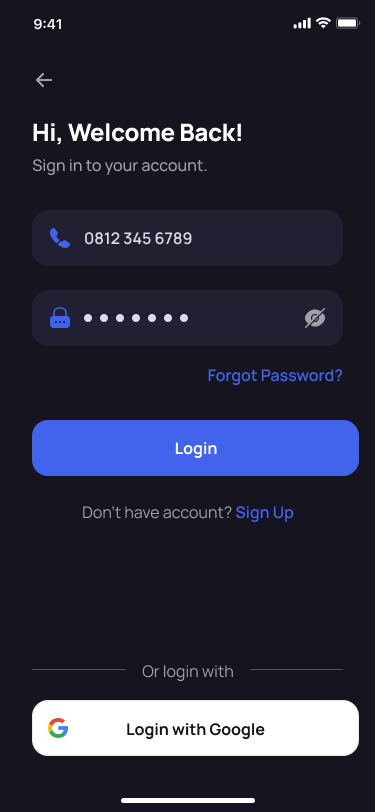 9:41
Hi, Welcome Back!
Sign in to your account.
0812 345 6789
Forgot Password?
Login
Don't have account? Sign Up
Or login with
Login with Google